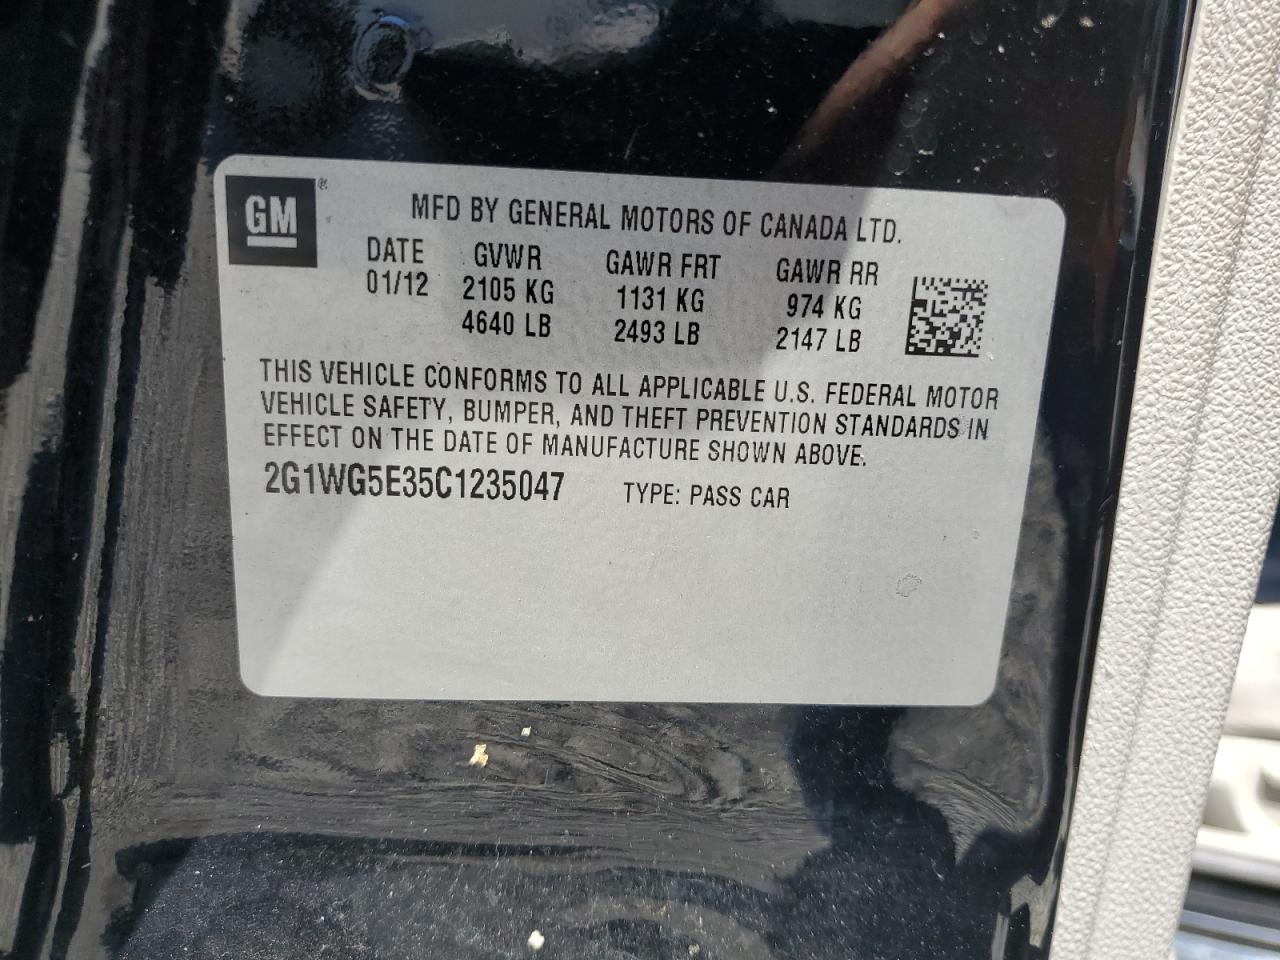 GM®
MFD BY GENERAL MOTORS OF CANADA LTD.
DATE GVWR GAWR FRT GAWR RR
01/12 2105 KG 1131 KG 974 KG
4640 LB 2493 LB 2147 LB
THIS VEHICLE CONFORMS TO ALL APPLICABLE U.S. FEDERAL MOTOR
VEHICLE SAFETY, BUMPER, AND THEFT PREVENTION STANDARDS IN
EFFECT ON THE DATE OF MANUFACTURE SHOWN ABOVE.
2G1WG5E35C1235047 TYPE: PASS CAR